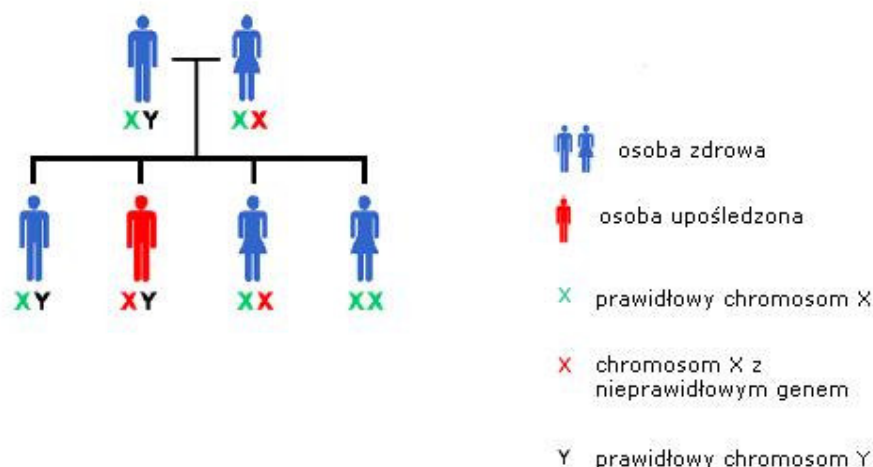 XY XX
XY XY XX XX
osoba zdrowa
osoba upośledzona
X prawidłowy chromosom X
X chromosom X z
nieprawidłowym genem
Y prawidłowy chromosom Y